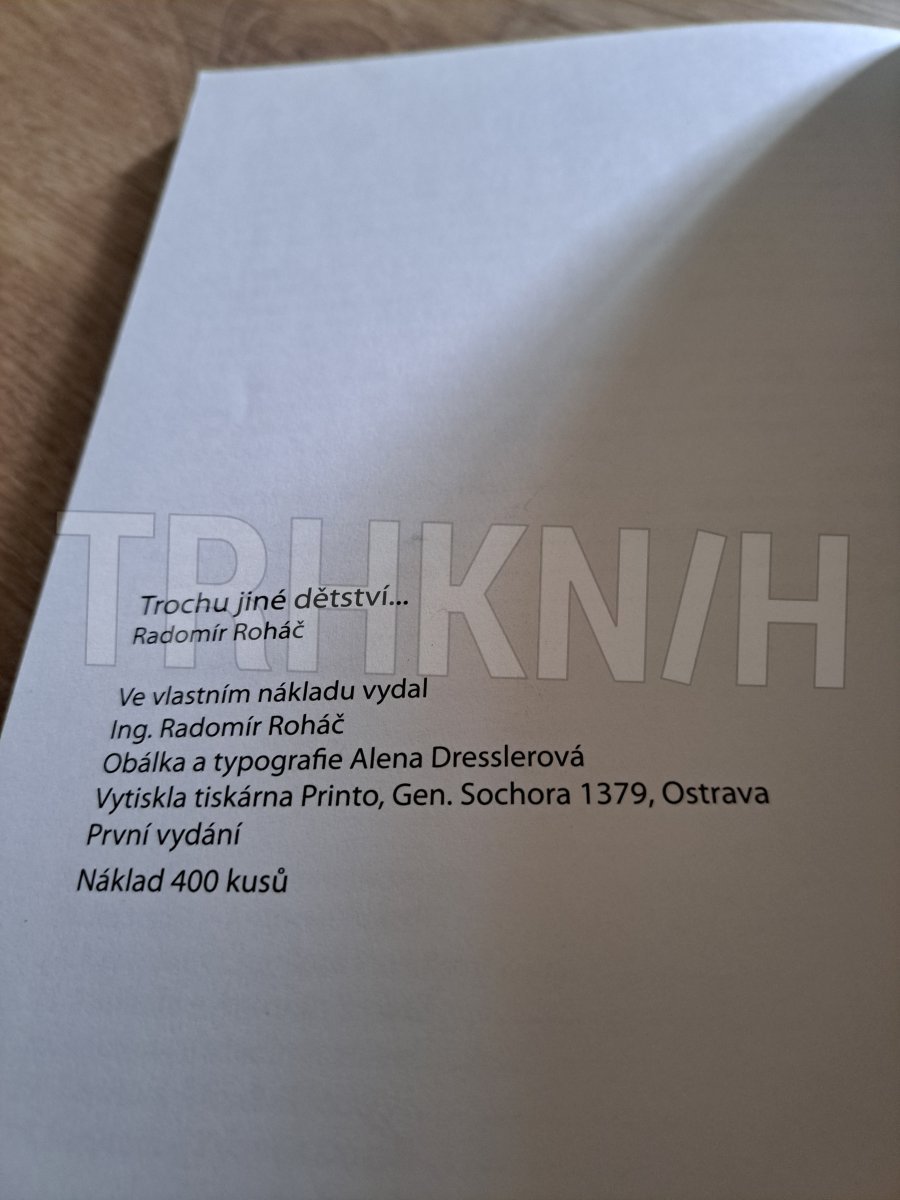 TRHKN/H
Trochu jiné dětství...
Radomír Roháč
Ve vlastním nákladu vydal
Ing. Radomír Roháč
Obálka a typografie Alena Dresslerová
Vytiskla tiskárna Printo, Gen. Sochora 1379, Ostrava
První vydání
Náklad 400 kusů